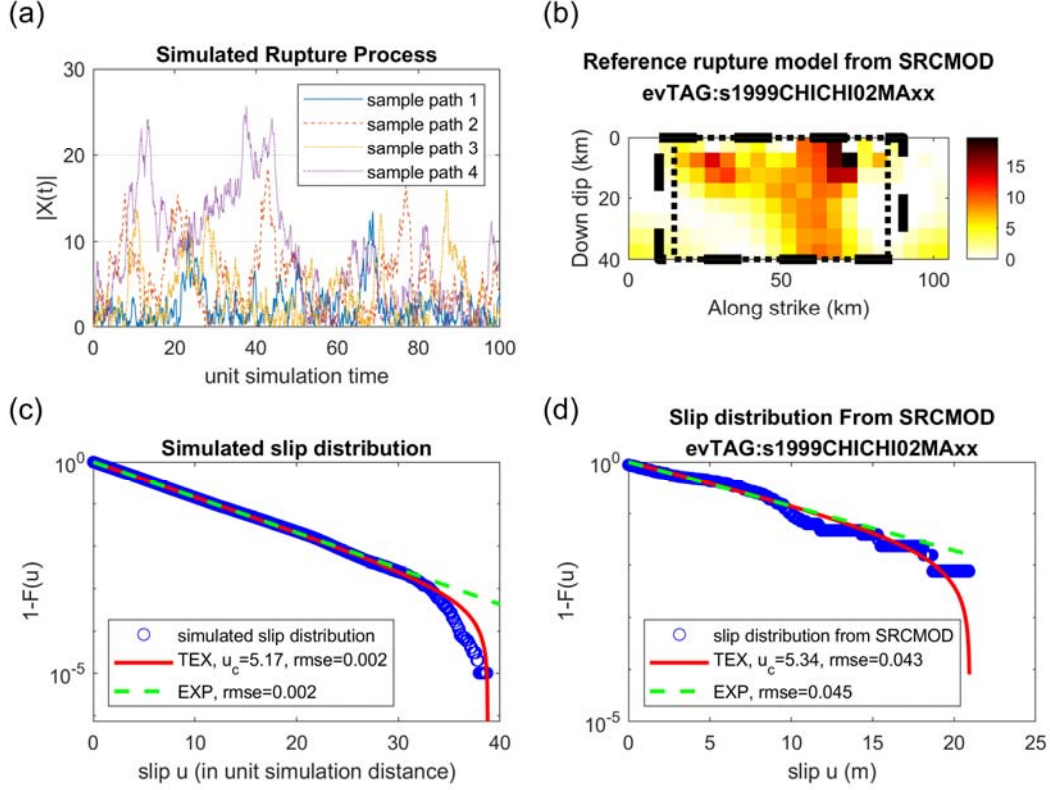 (a)
Simulated Rupture Process
30
20
10
0
|X(t)|
sample path 1
sample path 2
sample path 3
sample path 4
0 20 40 60 80 100
unit simulation time
(b)
Reference rupture model from SRCMOD
evTAG:s1999CHICHI02MAxx
0
20
40
Down dip (km)
0 50 100
Along strike (km)
15
10
5
0
(c)
Simulated slip distribution
10^0
10^-5
1-F(u)
simulated slip distribution
TEX, u_c=5.17, rmse=0.002
EXP, rmse=0.002
0 10 20 30 40
slip u (in unit simulation distance)
(d)
Slip distribution From SRCMOD
evTAG:s1999CHICHI02MAxx
10^0
10^-5
1-F(u)
slip distribution from SRCMOD
TEX, u_c=5.34, rmse=0.043
EXP, rmse=0.045
0 5 10 15 20 25
slip u (m)